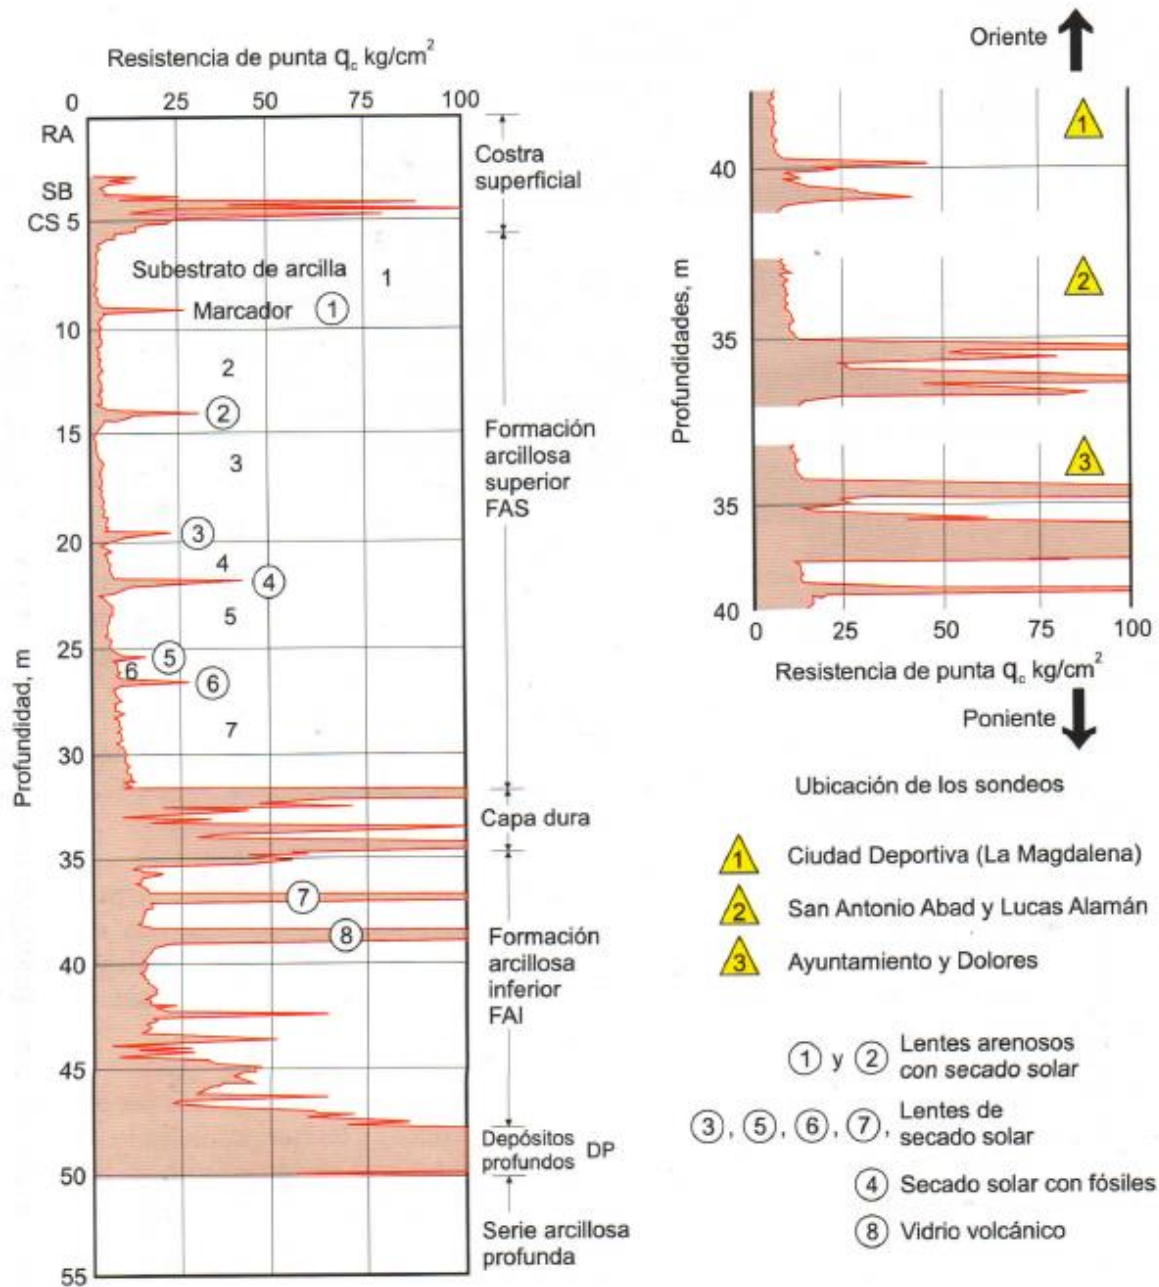 Resistencia de punta qc kg/cm²
0 25 50 75 100
RA
SB
CS 5
10
15
20
25
30
35
40
45
50
55
Profundidad, m
Subestrato de arcilla 1
Marcador 1
2
2
3
3
4
4
5
5
6
6
7
7
8
Costra
superficial
Formación
arcillosa
superior
FAS
Capa dura
Formación
arcillosa
inferior
FAI
Depósitos
profundos DP
Serie arcillosa
profunda
Oriente
1
40
2
35
3
35
40
Profundidades, m
0 25 50 75 100
Resistencia de punta qc kg/cm²
Poniente
Ubicación de los sondeos
1 Ciudad Deportiva (La Magdalena)
2 San Antonio Abad y Lucas Alamán
3 Ayuntamiento y Dolores
1 y 2 Lentes arenosos
con secado solar
3, 5, 6, 7, Lentes de
secado solar
4 Secado solar con fósiles
8 Vidrio volcánico